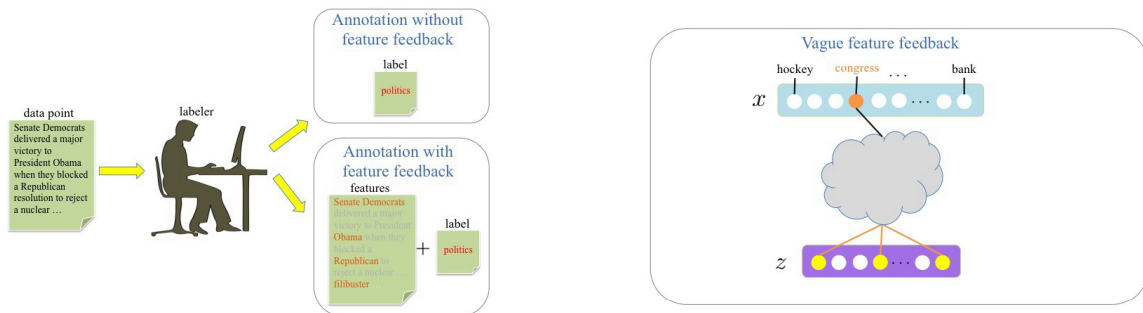 data point
Senate Democrats
delivered a major
victory to
President Obama
when they blocked
a Republican
resolution to reject
a nuclear ...
labeler
Annotation without
feature feedback
label
politics
Annotation with
feature feedback
features
Senate Democrats
delivered a major
victory to President
Obama when they
blocked a
Republican to
reject a nuclear ...
filibuster
+
label
politics
Vague feature feedback
hockey
congress
...
bank
x
...
z
...